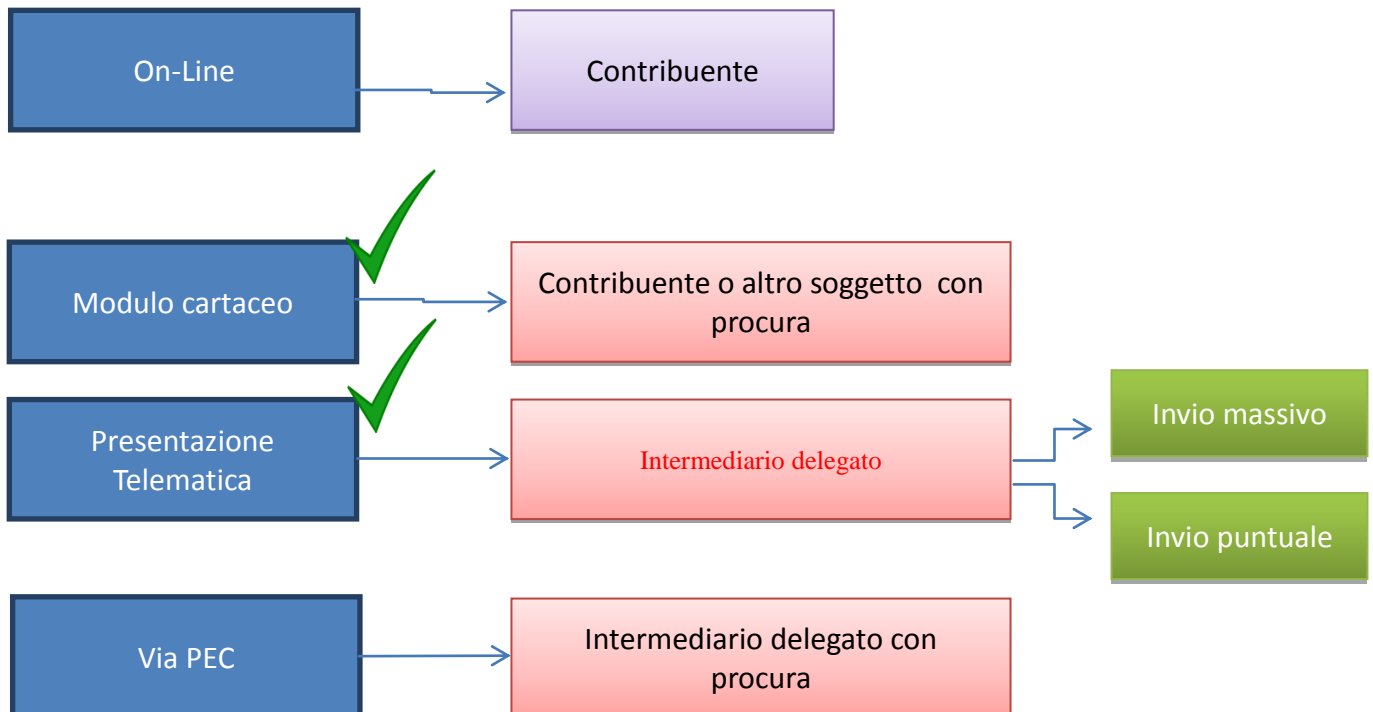 On-Line
Contribuente
Modulo cartaceo
Contribuente o altro soggetto con
procura
Presentazione
Telematica
Intermediario delegato
Invio massivo
Invio puntuale
Via PEC
Intermediario delegato con
procura